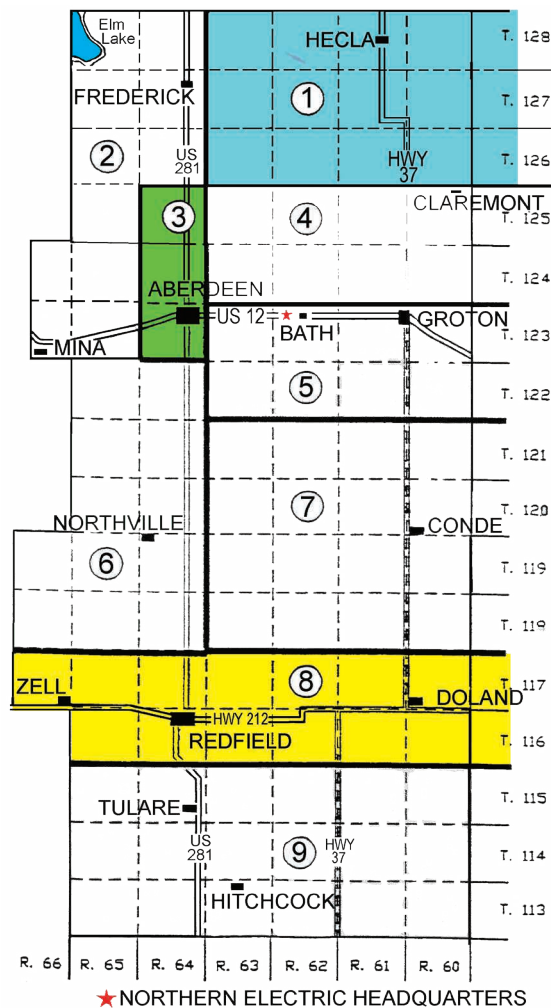 Elm
Lake
HECLA
T. 128
FREDERICK
1
T. 127
2
US
281
HWY
37
T. 126
3
4
CLAREMONT
T. 125
T. 124
ABERDEEN
US 12
BATH
GROTON
T. 123
MINA
5
T. 122
T. 121
7
T. 120
NORTHVILLE
CONDE
6
T. 119
T. 119
ZELL
8
DOLAND
T. 117
HWY 212
REDFIELD
T. 116
TULARE
T. 115
US
281
9
HWY
37
T. 114
HITCHCOCK
T. 113
R. 66 R. 65 R. 64 R. 63 R. 62 R. 61 R. 60
★ NORTHERN ELECTRIC HEADQUARTERS